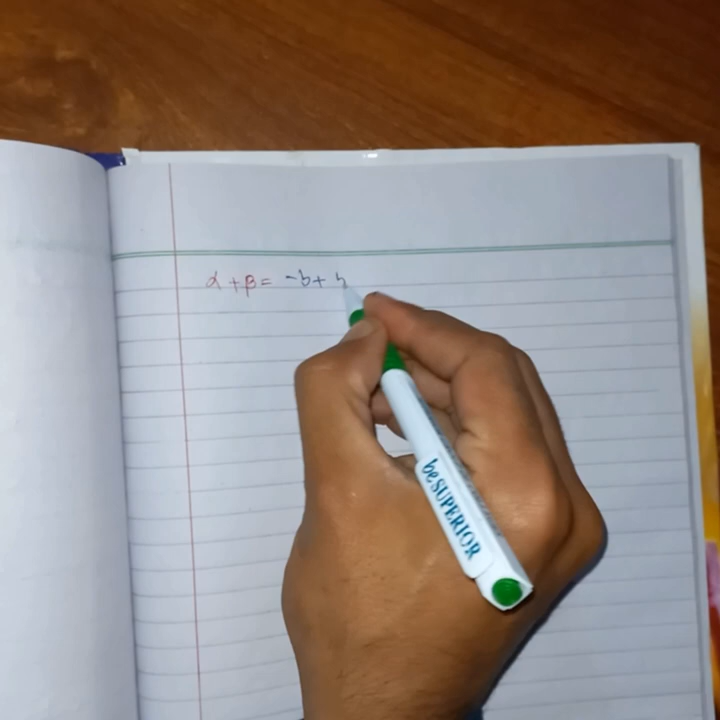 α + β = -b +
beSUPERIOR